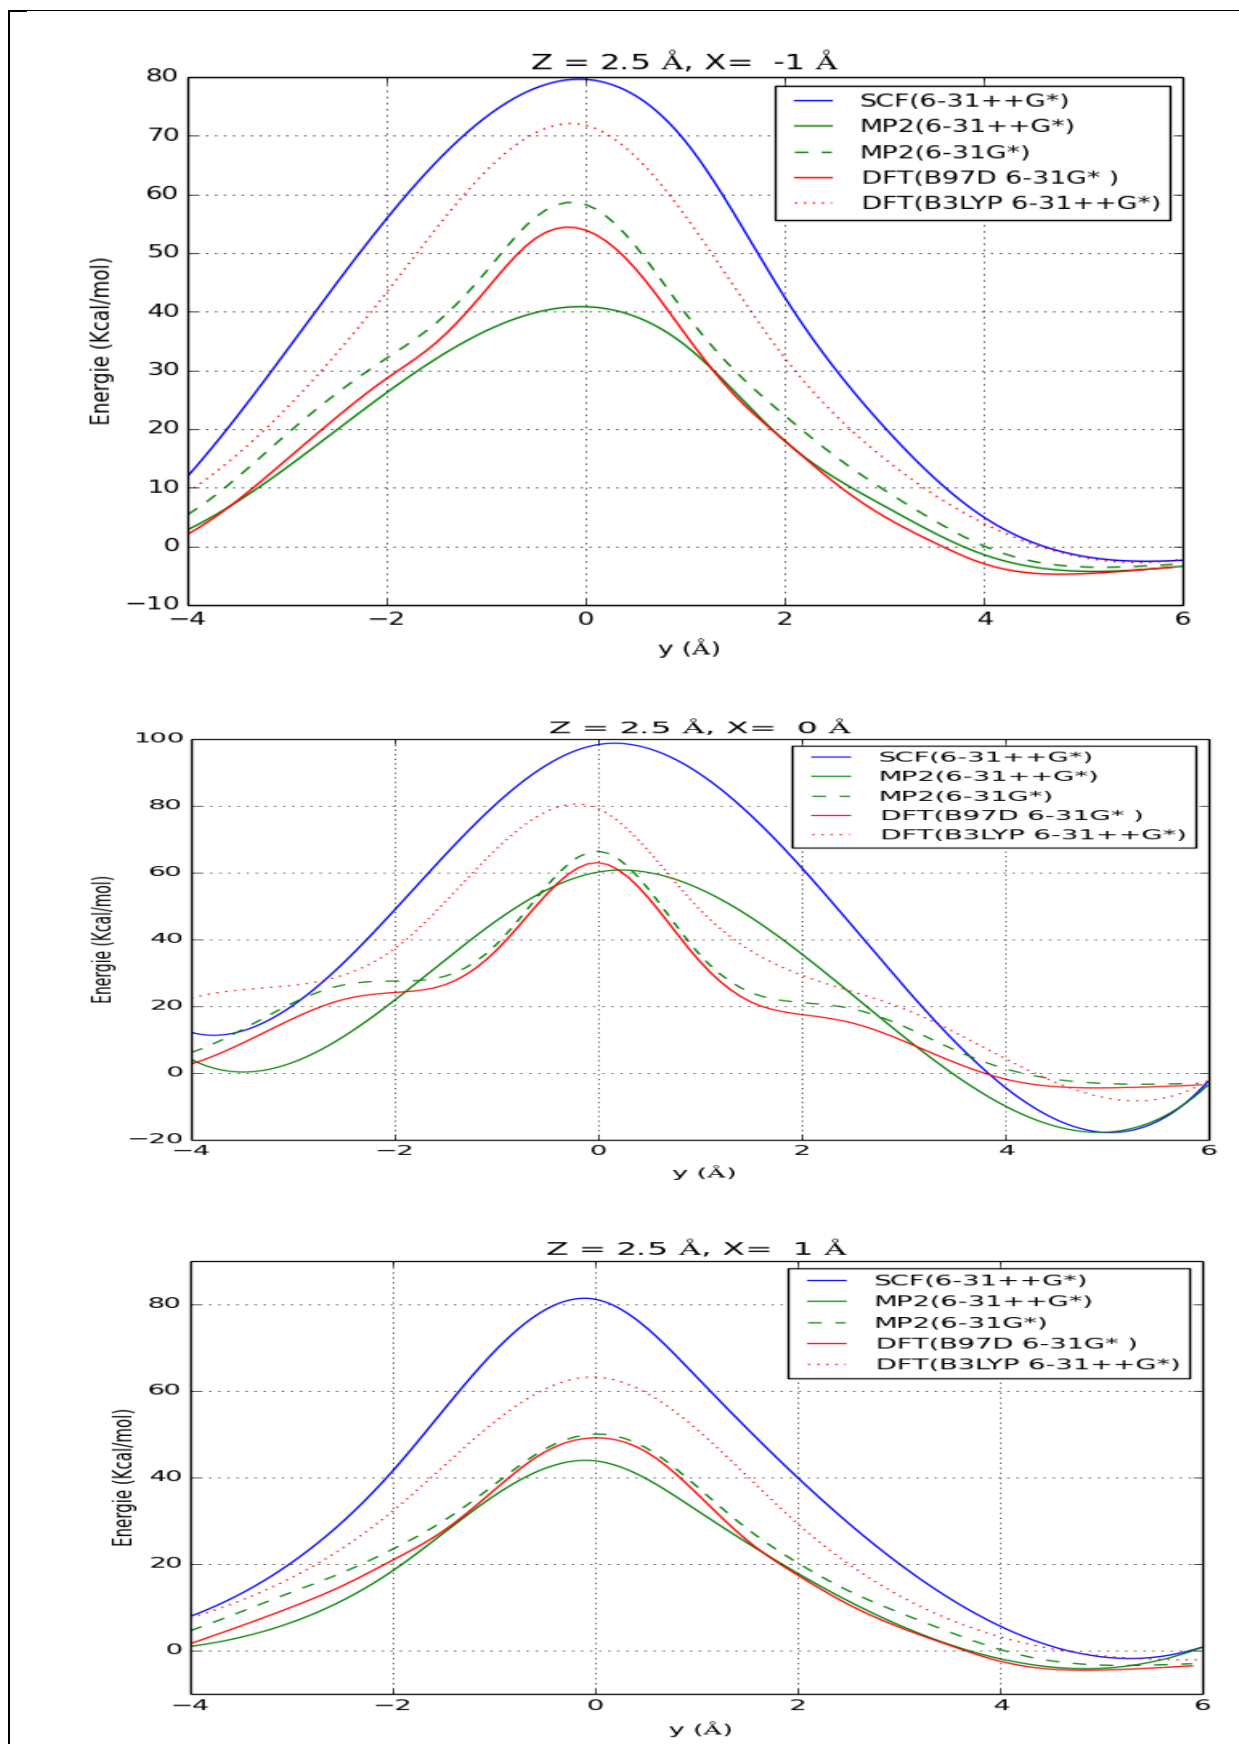 Z = 2.5 Å, X=  -1 Å
80
70
60
50
40
30
20
10
0
−10
Energie (Kcal/mol)
SCF(6-31++G*)
MP2(6-31++G*)
MP2(6-31G*)
DFT(B97D 6-31G* )
DFT(B3LYP 6-31++G*)
−4 −2 0 2 4 6
y (Å)
Z = 2.5 Å, X=  0 Å
100
80
60
40
20
0
−20
Energie (Kcal/mol)
SCF(6-31++G*)
MP2(6-31++G*)
MP2(6-31G*)
DFT(B97D 6-31G* )
DFT(B3LYP 6-31++G*)
−4 −2 0 2 4 6
y (Å)
Z = 2.5 Å, X=  1 Å
80
60
40
20
0
Energie (Kcal/mol)
SCF(6-31++G*)
MP2(6-31++G*)
MP2(6-31G*)
DFT(B97D 6-31G* )
DFT(B3LYP 6-31++G*)
−4 −2 0 2 4 6
y (Å)